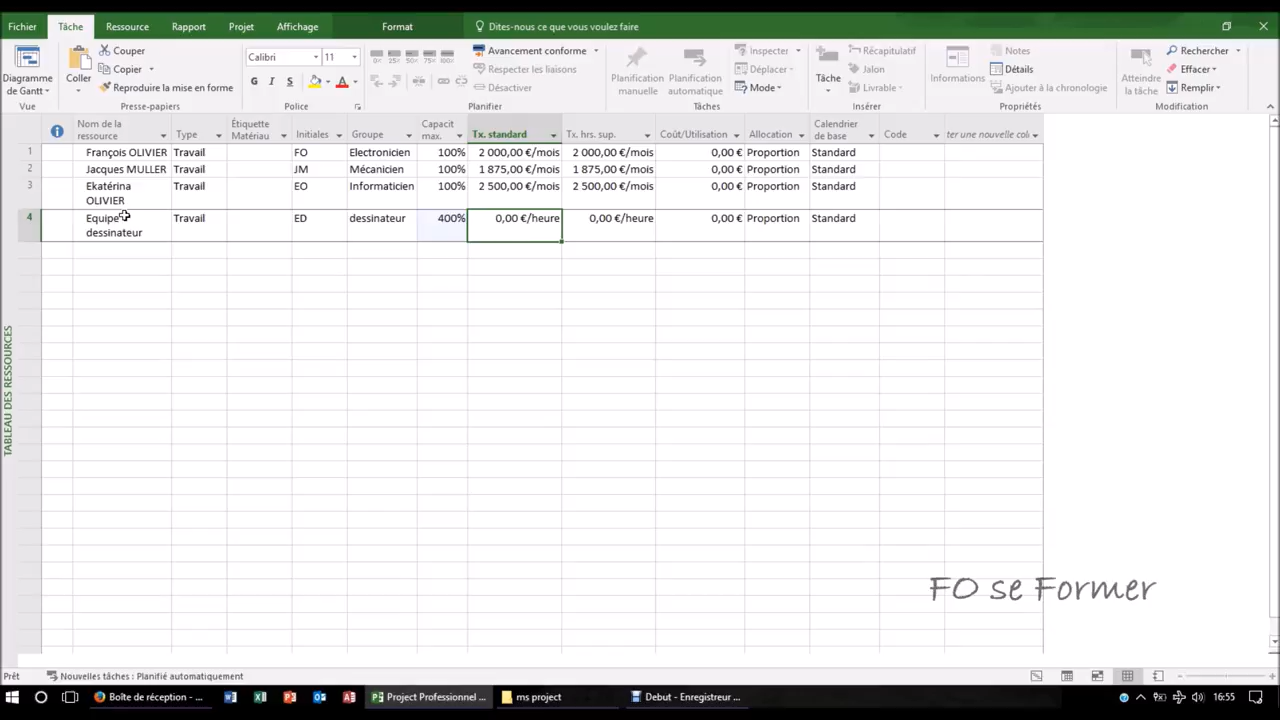 Fichier Tâche Ressource Rapport Projet Affichage Format Dites-nous ce que vous voulez faire
Diagramme de Gantt
Vue
Coller
Couper
Copier
Reproduire la mise en forme
Presse-papiers
Calibri 11
G I S A
Police
Avancement conforme
Respecter les liaisons
Désactiver
Planifier
Planification manuelle
Planification automatique
Inspecter
Déplacer
Mode
Tâches
Tâche
Récapitulatif
Jalon
Livrable
Insérer
Informations
Notes
Détails
Ajouter à la chronologie
Propriétés
Atteindre la tâche
Rechercher
Effacer
Remplir
Modification
Nom de la ressource Type Étiquette Matériau Initiales Groupe Capacit max. Tx. standard Tx. hrs. sup. Coût/Utilisation Allocation Calendrier de base Code ter une nouvelle col
1 François OLIVIER Travail FO Electronicien 100% 2 000,00 €/mois 2 000,00 €/mois 0,00 € Proportion Standard
2 Jacques MULLER Travail JM Mécanicien 100% 1 875,00 €/mois 1 875,00 €/mois 0,00 € Proportion Standard
3 Ekatérina OLIVIER Travail EO Informaticien 100% 2 500,00 €/mois 2 500,00 €/mois 0,00 € Proportion Standard
4 Equipe dessinateur Travail ED dessinateur 400% 0,00 €/heure 0,00 €/heure 0,00 € Proportion Standard
TABLEAU DES RESSOURCES
FO se Former
Prêt Nouvelles tâches : Planifié automatiquement
Boîte de réception - ... Project Professionnel ... ms project Debut - Enregistreur ... 16:55